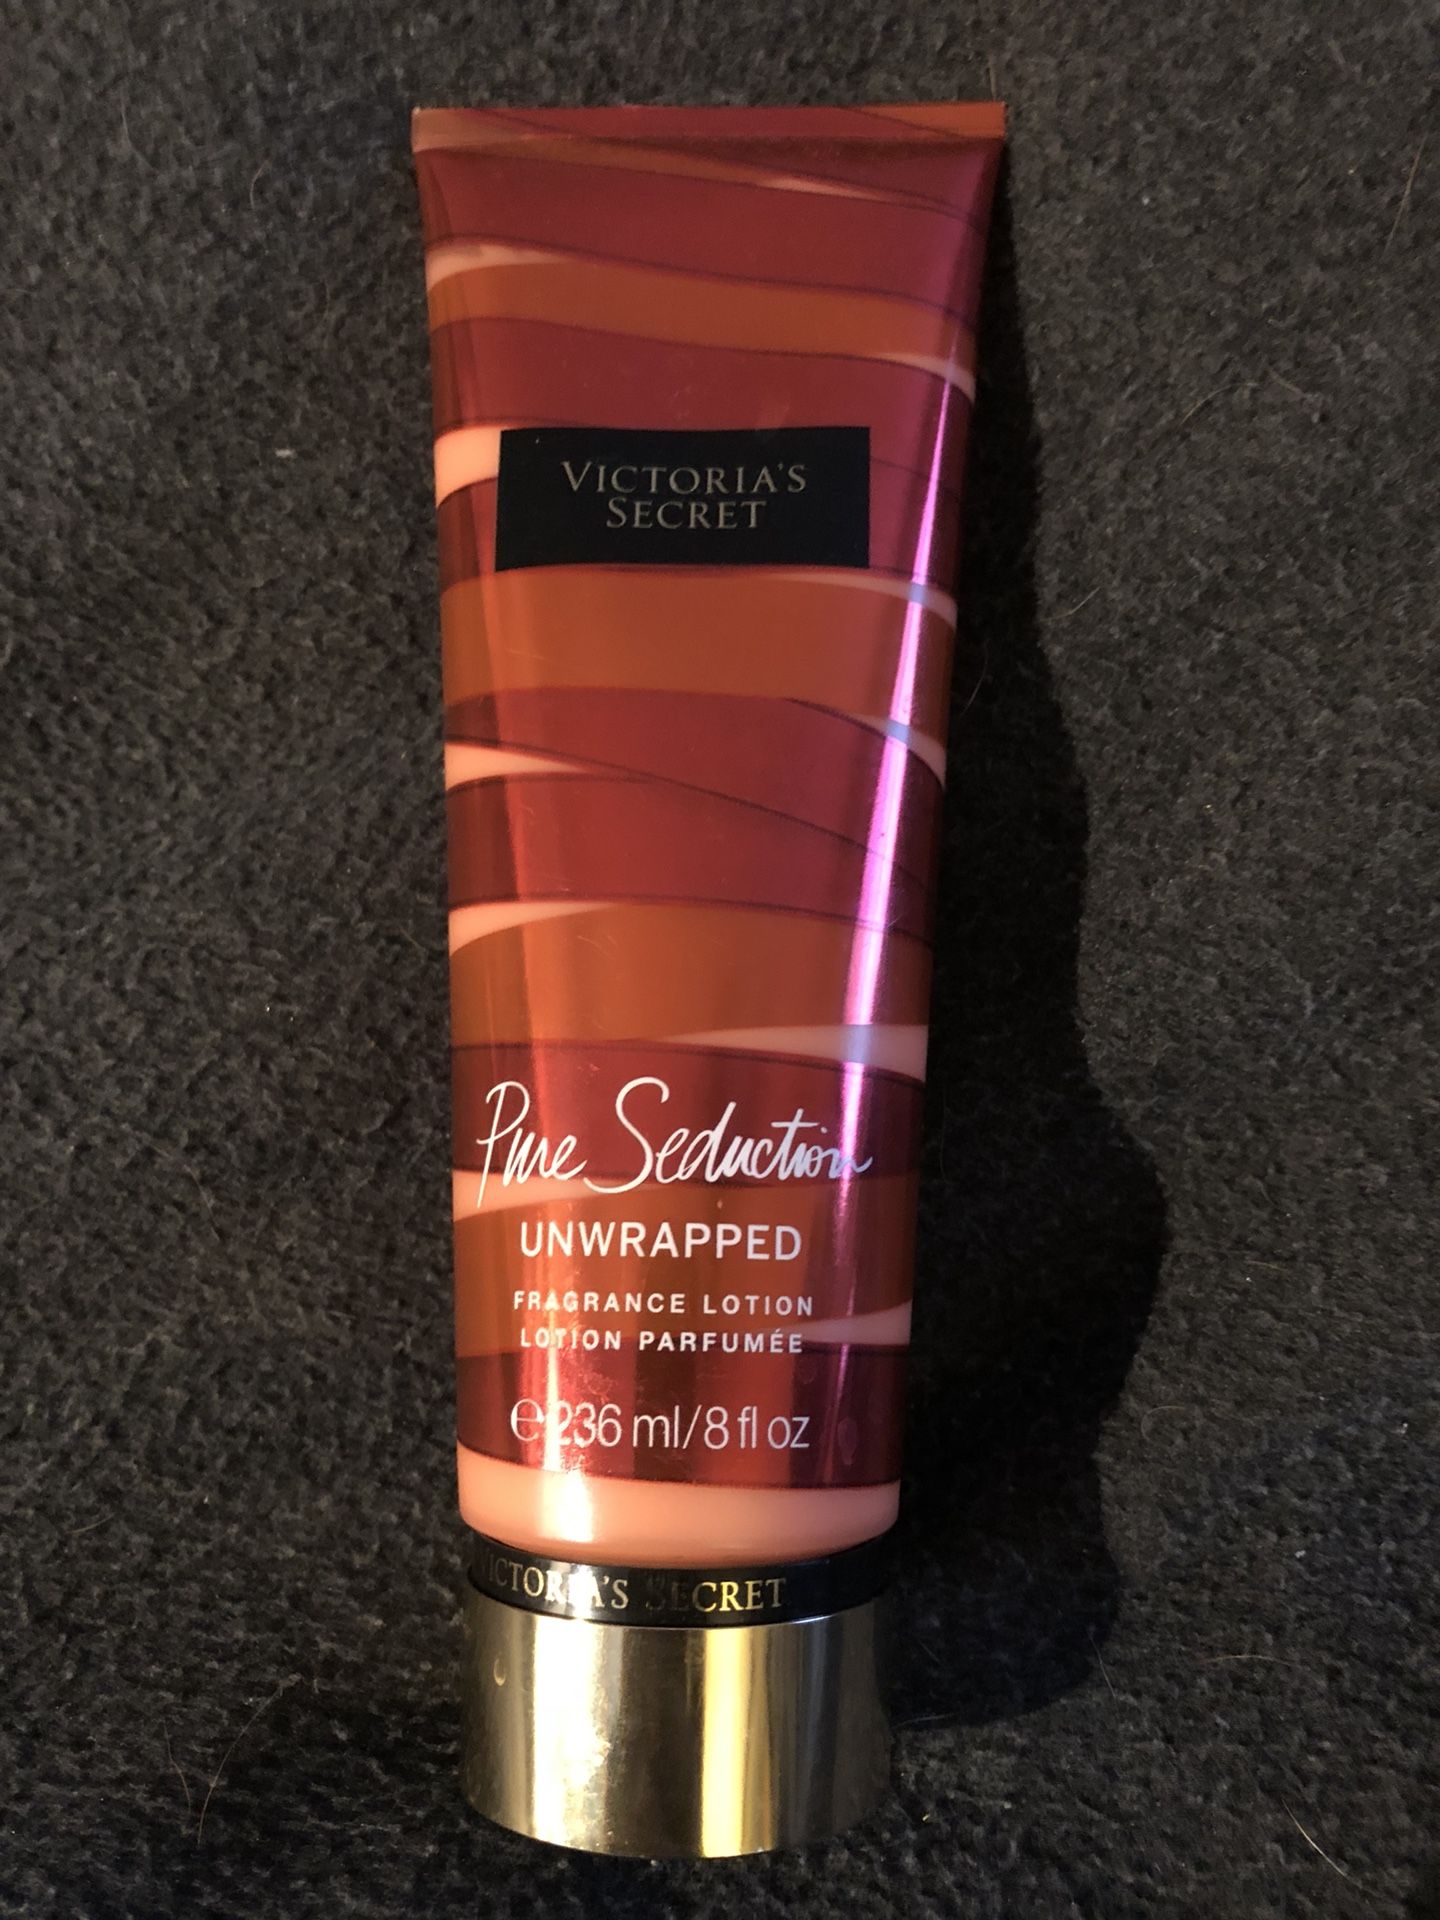 VICTORIA'S
SECRET
Pure Seduction
UNWRAPPED
FRAGRANCE LOTION
LOTION PARFUMÉE
℮ 236 ml/8 fl oz
VICTORIA'S SECRET